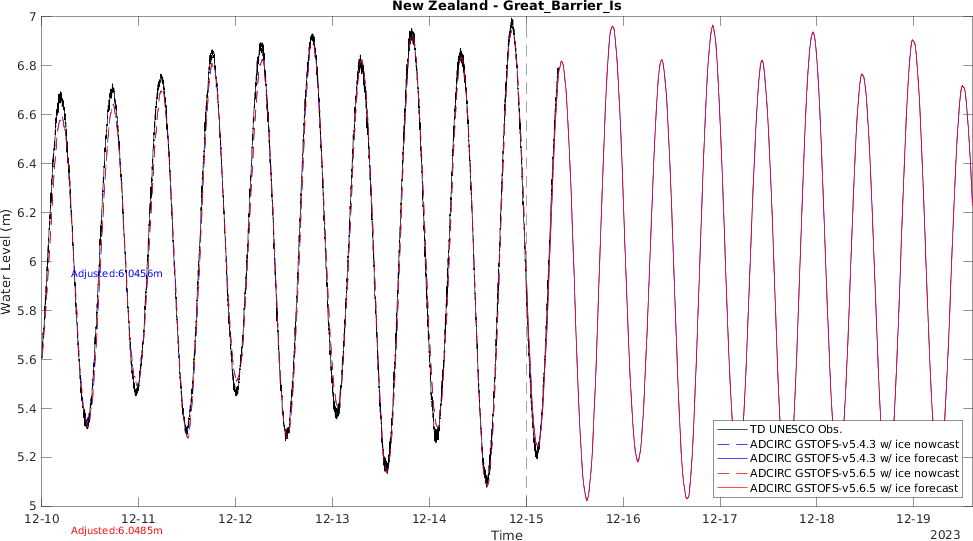 New Zealand - Great_Barrier_Is
7
6.8
6.6
6.4
6.2
6
5.8
5.6
5.4
5.2
5
Water Level (m)
Adjusted:6.0456m
TD UNESCO Obs.
ADCIRC GSTOFS-v5.4.3 w/ ice nowcast
ADCIRC GSTOFS-v5.4.3 w/ ice forecast
ADCIRC GSTOFS-v5.6.5 w/ ice nowcast
ADCIRC GSTOFS-v5.6.5 w/ ice forecast
12-10 12-11 12-12 12-13 12-14 12-15 12-16 12-17 12-18 12-19
Adjusted:6.0485m
Time
2023